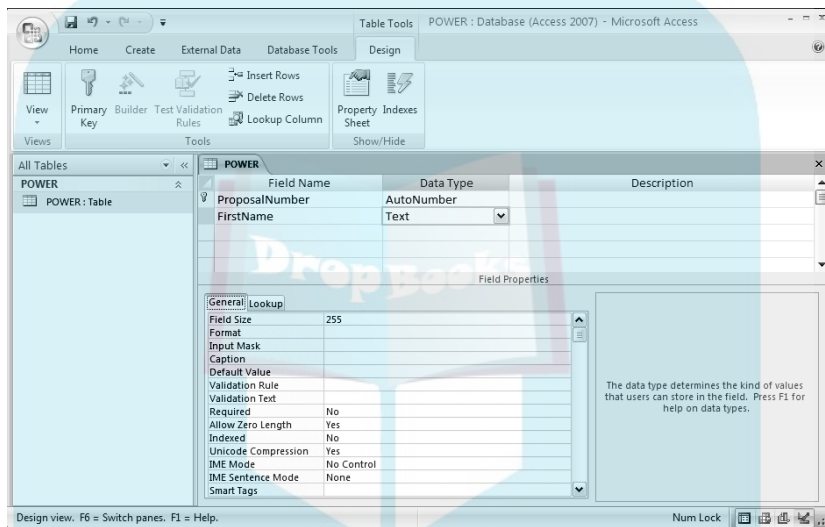 Table Tools POWER : Database (Access 2007) - Microsoft Access
Home Create External Data Database Tools Design
View
Primary Key
Builder
Test Validation Rules
Insert Rows
Delete Rows
Lookup Column
Property Sheet
Indexes
Views Tools Show/Hide
All Tables
POWER
POWER : Table
POWER
Field Name Data Type Description
ProposalNumber AutoNumber
FirstName Text
DropBooks
Field Properties
General Lookup
Field Size 255
Format
Input Mask
Caption
Default Value
Validation Rule
Validation Text
Required No
Allow Zero Length Yes
Indexed No
Unicode Compression Yes
IME Mode No Control
IME Sentence Mode None
Smart Tags
The data type determines the kind of values
that users can store in the field. Press F1 for
help on data types.
Design view. F6 = Switch panes. F1 = Help. Num Lock